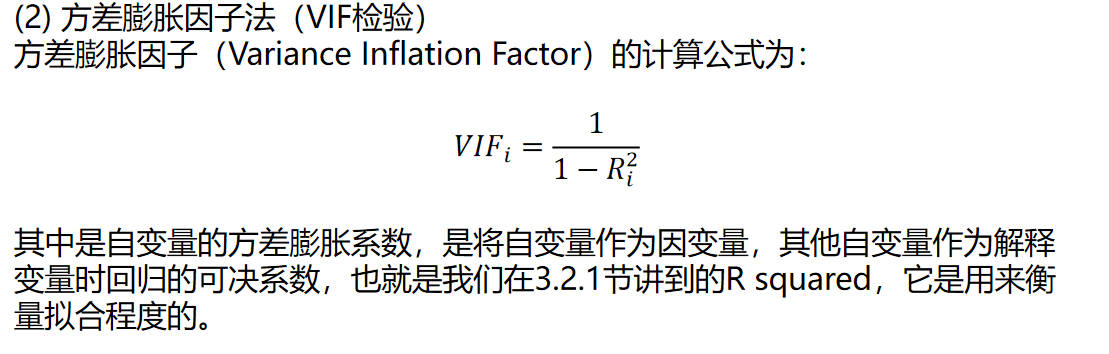 (2) 方差膨胀因子法（VIF检验）
方差膨胀因子（Variance Inflation Factor）的计算公式为：
VIFᵢ = 1 / (1 − Rᵢ²)
其中是自变量的方差膨胀系数，是将自变量作为因变量，其他自变量作为解释
变量时回归的可决系数，也就是我们在3.2.1节讲到的R squared，它是用来衡
量拟合程度的。